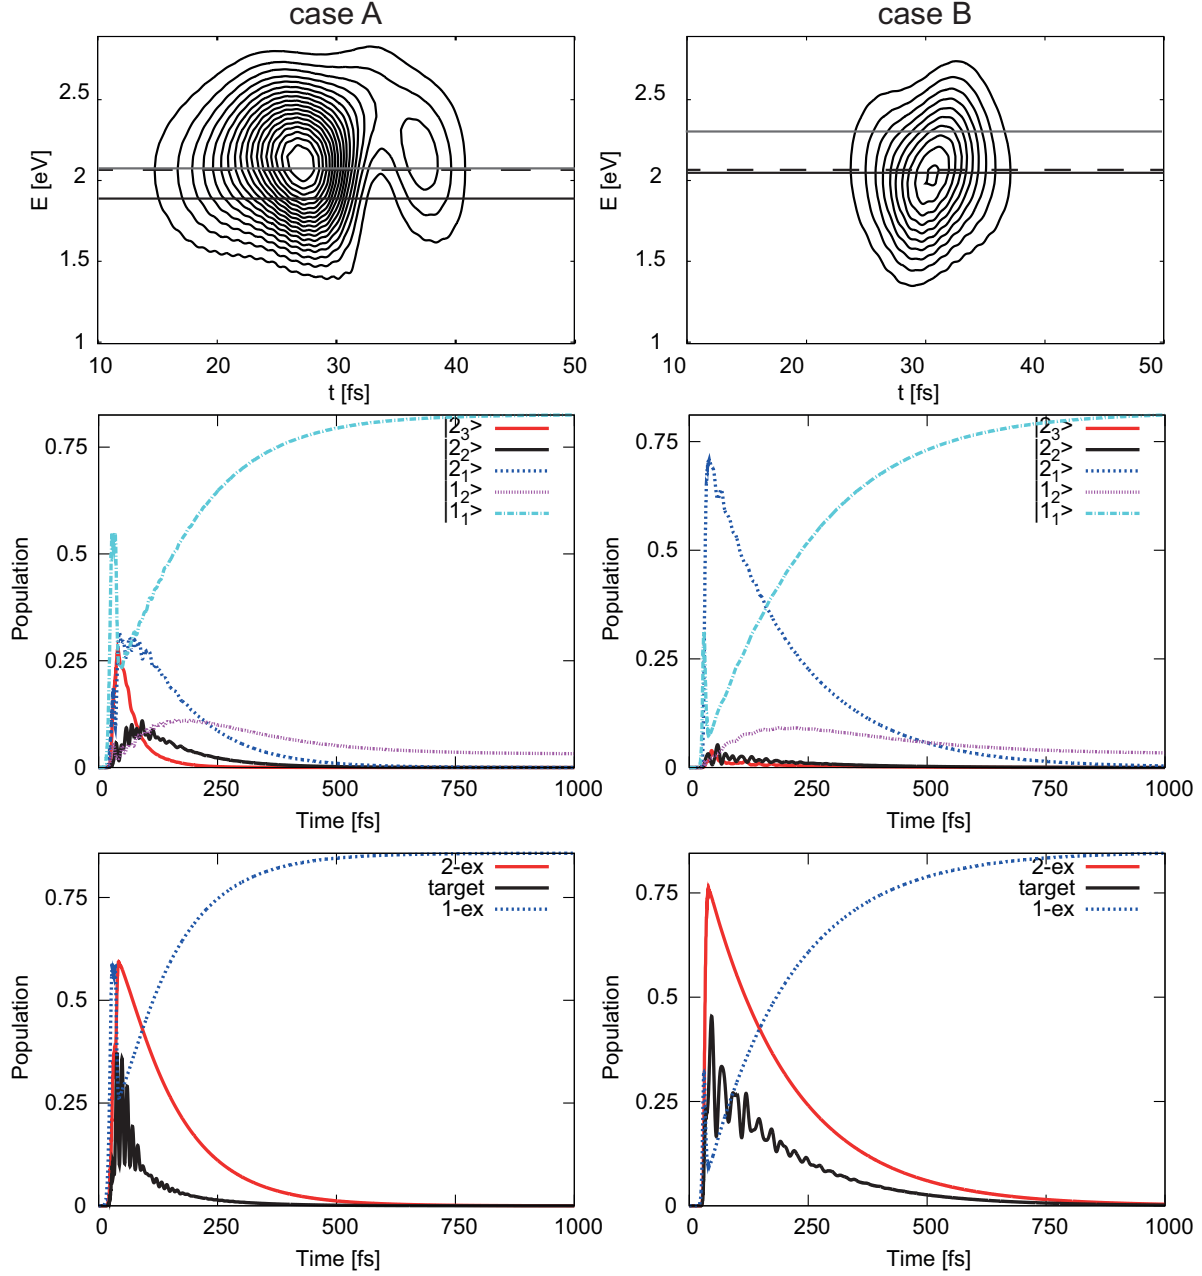 case A
case B
E [eV]
2.5
2
1.5
1
10 20 30 40 50
t [fs]
E [eV]
2.5
2
1.5
1
10 20 30 40 50
t [fs]
Population
0.75
0.5
0.25
0
|2₃>
|2₂>
|2₁>
|1₂>
|1₁>
0 250 500 750 1000
Time [fs]
Population
0.75
0.5
0.25
0
|2₃>
|2₂>
|2₁>
|1₂>
|1₁>
0 250 500 750 1000
Time [fs]
Population
0.75
0.5
0.25
0
2-ex
target
1-ex
0 250 500 750 1000
Time [fs]
Population
0.75
0.5
0.25
0
2-ex
target
1-ex
0 250 500 750 1000
Time [fs]